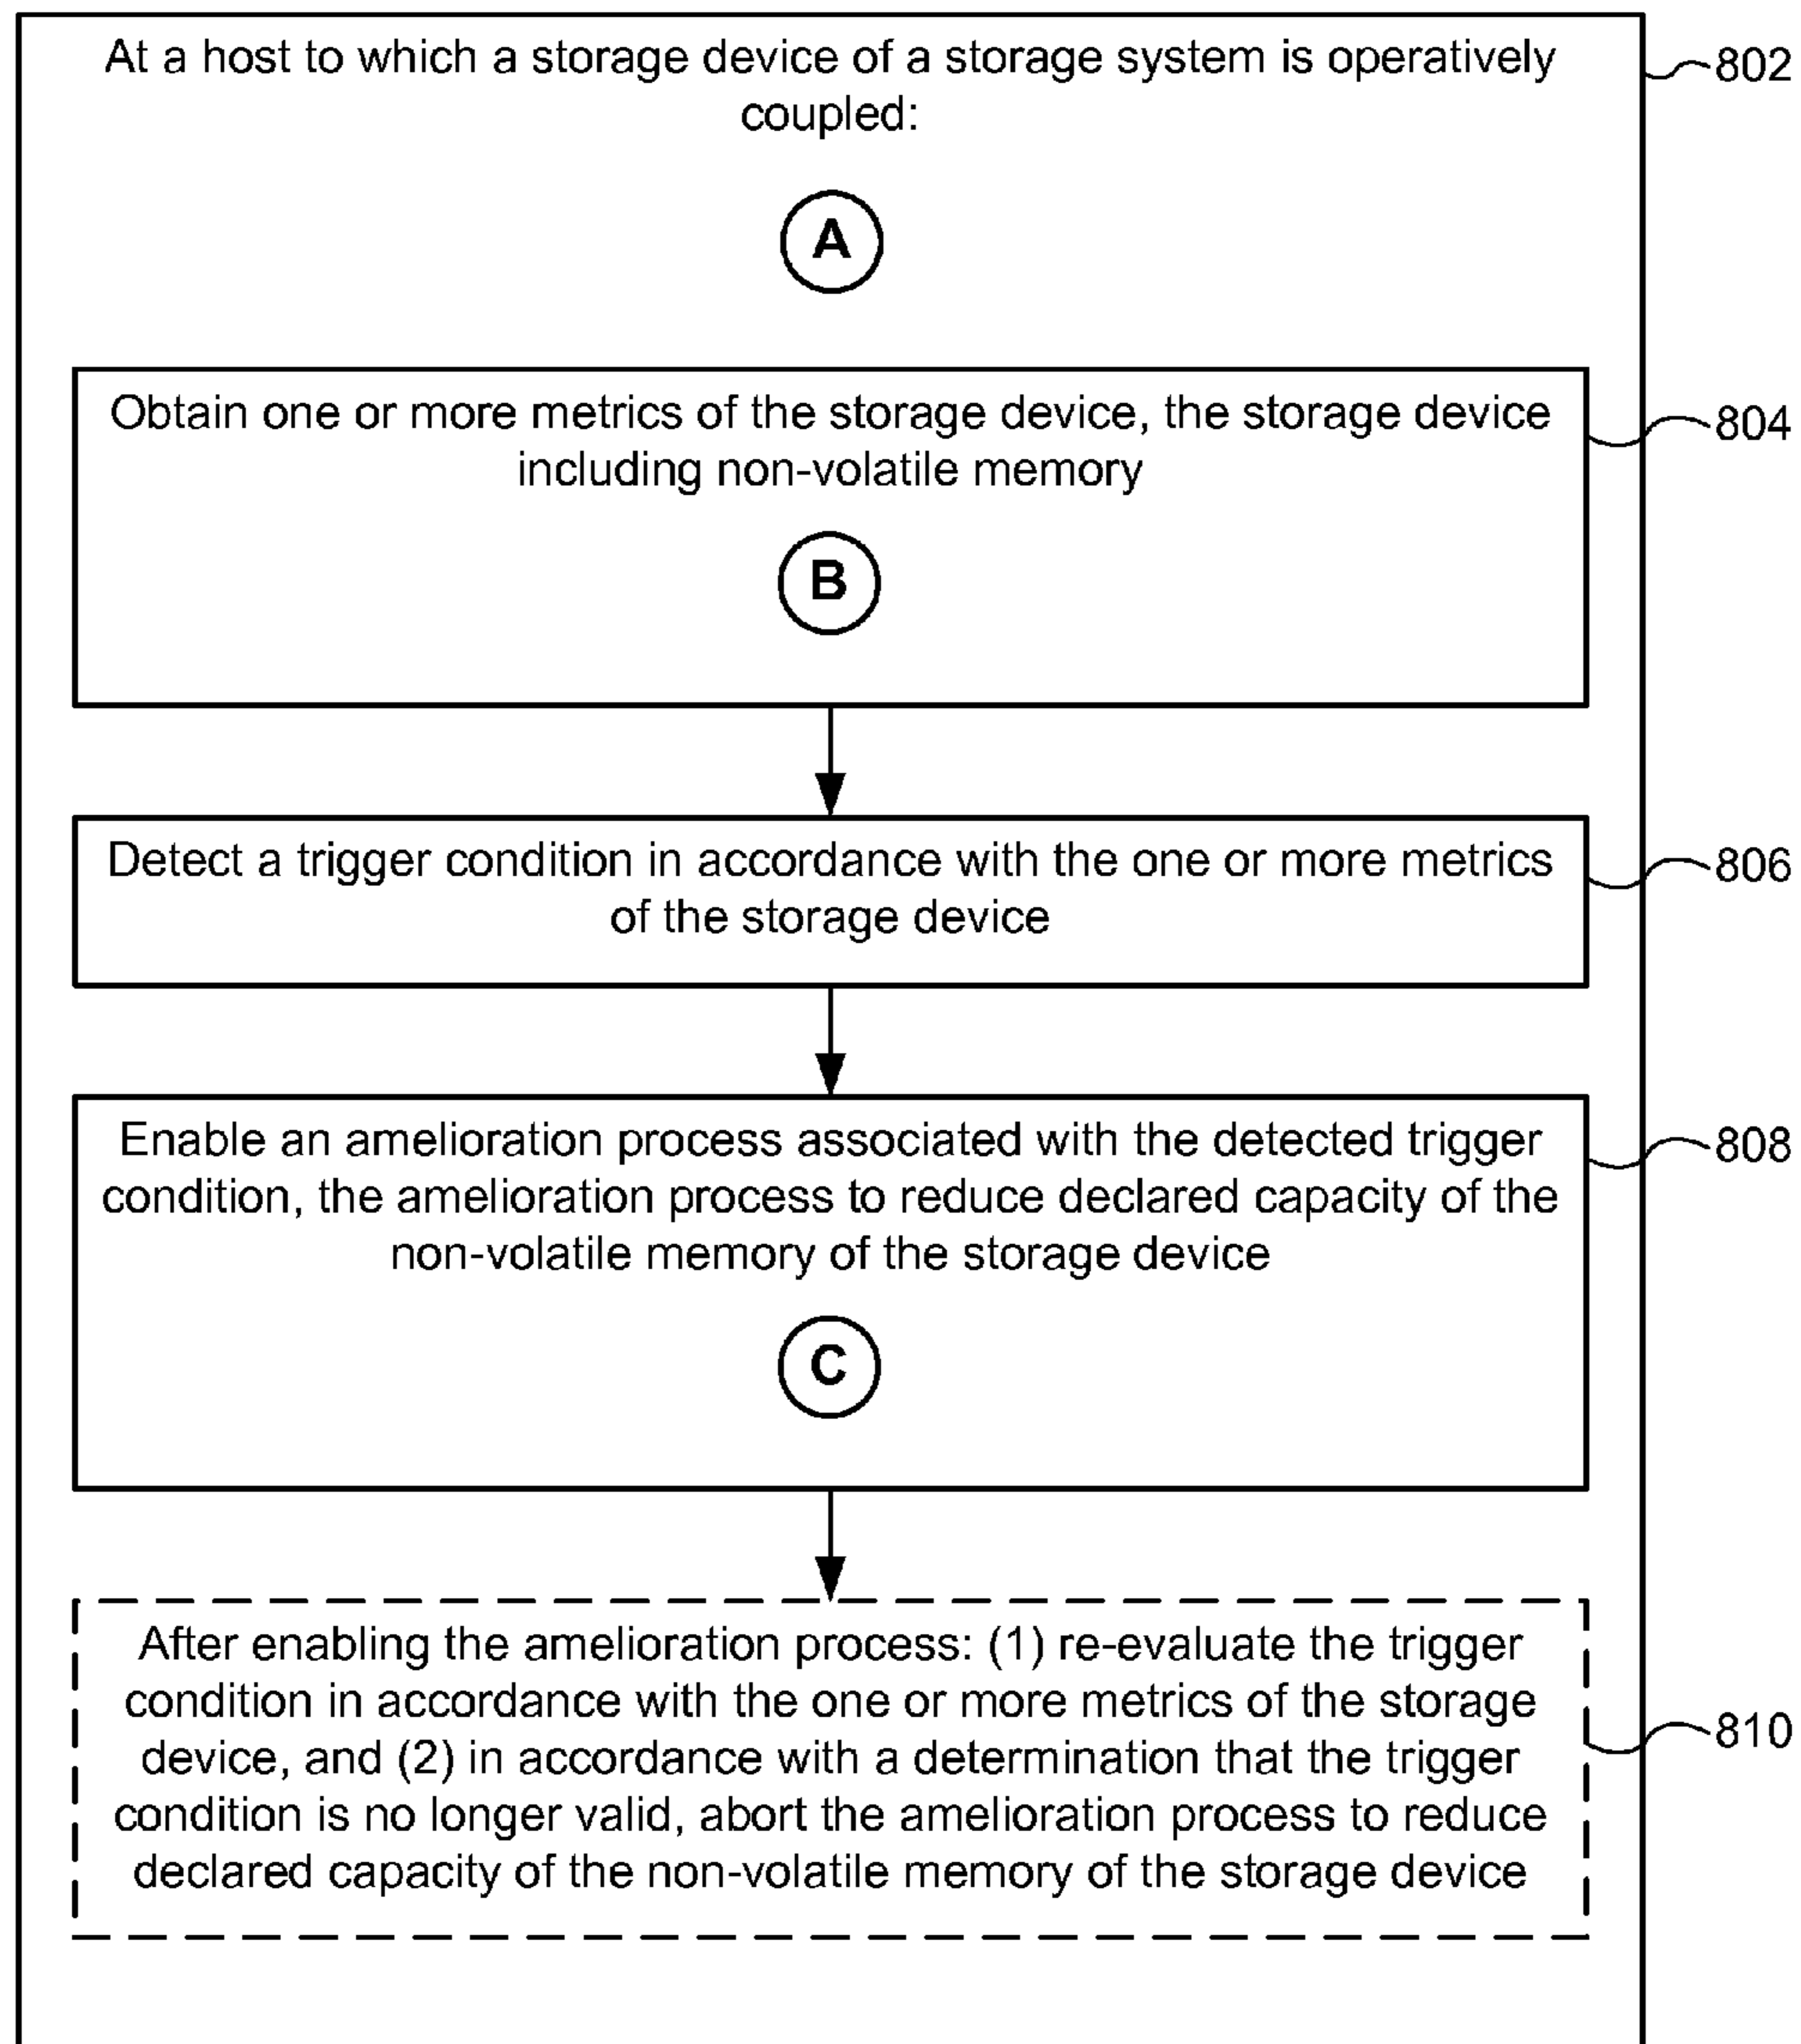 At a host to which a storage device of a storage system is operatively
coupled:
802
A
Obtain one or more metrics of the storage device, the storage device
including non-volatile memory
804
B
Detect a trigger condition in accordance with the one or more metrics
of the storage device
806
Enable an amelioration process associated with the detected trigger
condition, the amelioration process to reduce declared capacity of the
non-volatile memory of the storage device
808
C
After enabling the amelioration process: (1) re-evaluate the trigger
condition in accordance with the one or more metrics of the storage
device, and (2) in accordance with a determination that the trigger
condition is no longer valid, abort the amelioration process to reduce
declared capacity of the non-volatile memory of the storage device
810